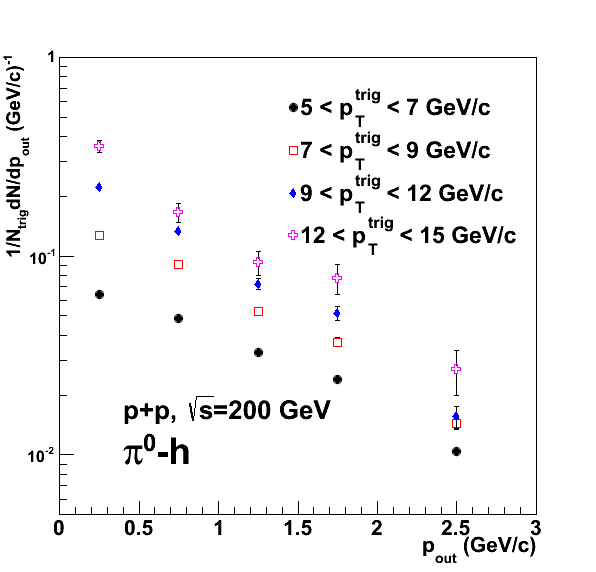 1/N_trig dN/dp_out (GeV/c)^-1
1
10^-1
10^-2
5 < p_T^trig < 7 GeV/c
7 < p_T^trig < 9 GeV/c
9 < p_T^trig < 12 GeV/c
12 < p_T^trig < 15 GeV/c
p+p, √s=200 GeV
π^0-h
0 0.5 1 1.5 2 2.5 3
p_out (GeV/c)